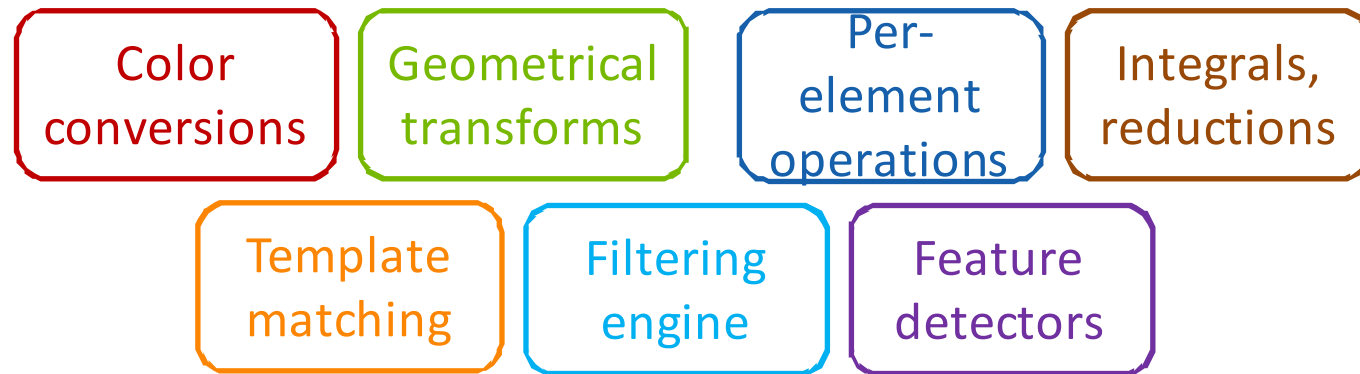 Color
conversions
Geometrical
transforms
Per-
element
operations
Integrals,
reductions
Template
matching
Filtering
engine
Feature
detectors